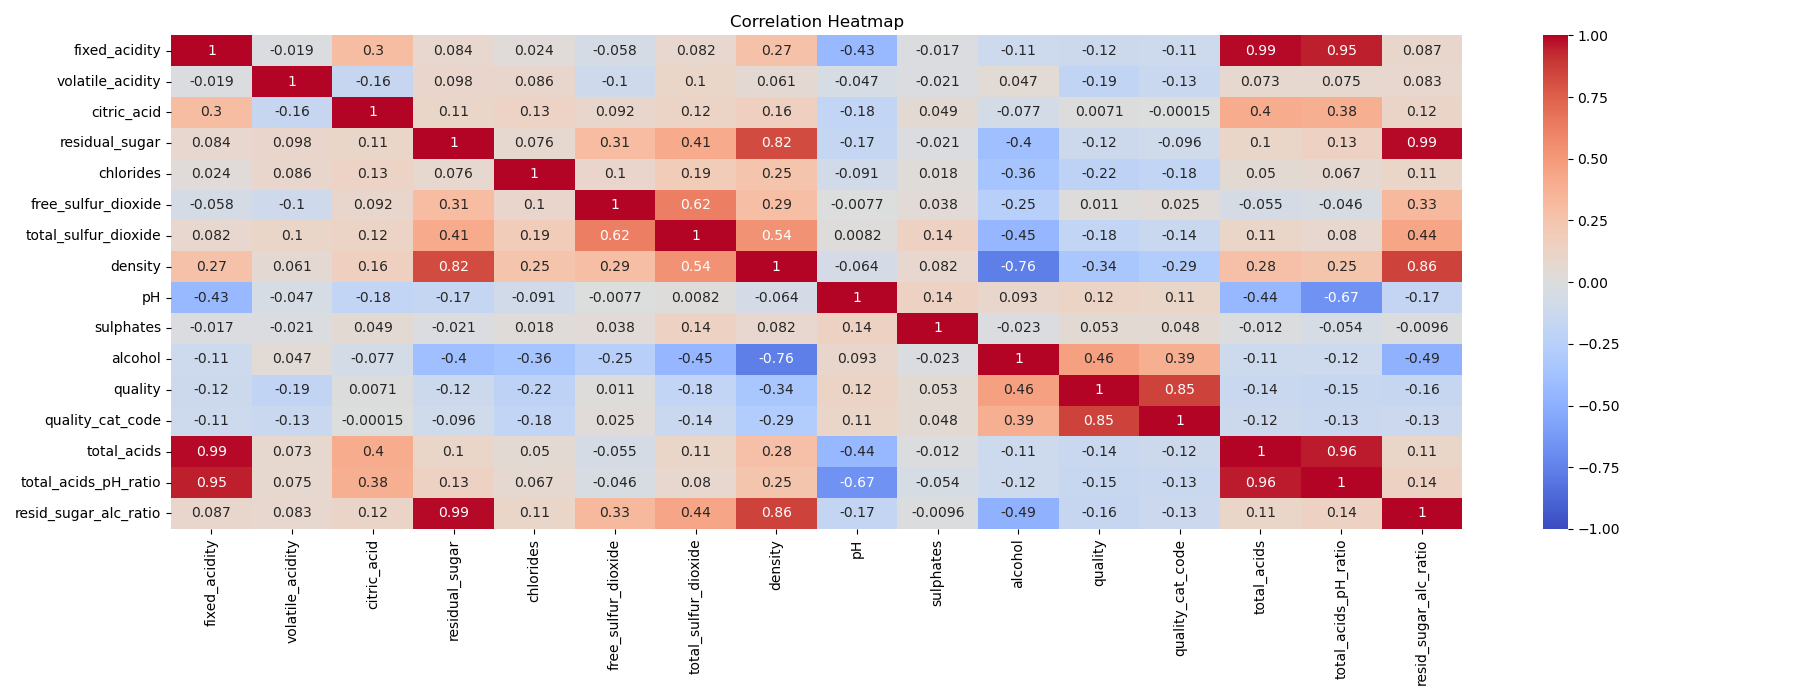 Correlation Heatmap
fixed_acidity 1 -0.019 0.3 0.084 0.024 -0.058 0.082 0.27 -0.43 -0.017 -0.11 -0.12 -0.11 0.99 0.95 0.087
volatile_acidity -0.019 1 -0.16 0.098 0.086 -0.1 0.1 0.061 -0.047 -0.021 0.047 -0.19 -0.13 0.073 0.075 0.083
citric_acid 0.3 -0.16 1 0.11 0.13 0.092 0.12 0.16 -0.18 0.049 -0.077 0.0071 -0.00015 0.4 0.38 0.12
residual_sugar 0.084 0.098 0.11 1 0.076 0.31 0.41 0.82 -0.17 -0.021 -0.4 -0.12 -0.096 0.1 0.13 0.99
chlorides 0.024 0.086 0.13 0.076 1 0.1 0.19 0.25 -0.091 0.018 -0.36 -0.22 -0.18 0.05 0.067 0.11
free_sulfur_dioxide -0.058 -0.1 0.092 0.31 0.1 1 0.62 0.29 -0.0077 0.038 -0.25 0.011 0.025 -0.055 -0.046 0.33
total_sulfur_dioxide 0.082 0.1 0.12 0.41 0.19 0.62 1 0.54 0.0082 0.14 -0.45 -0.18 -0.14 0.11 0.08 0.44
density 0.27 0.061 0.16 0.82 0.25 0.29 0.54 1 -0.064 0.082 -0.76 -0.34 -0.29 0.28 0.25 0.86
pH -0.43 -0.047 -0.18 -0.17 -0.091 -0.0077 0.0082 -0.064 1 0.14 0.093 0.12 0.11 -0.44 -0.67 -0.17
sulphates -0.017 -0.021 0.049 -0.021 0.018 0.038 0.14 0.082 0.14 1 -0.023 0.053 0.048 -0.012 -0.054 -0.0096
alcohol -0.11 0.047 -0.077 -0.4 -0.36 -0.25 -0.45 -0.76 0.093 -0.023 1 0.46 0.39 -0.11 -0.12 -0.49
quality -0.12 -0.19 0.0071 -0.12 -0.22 0.011 -0.18 -0.34 0.12 0.053 0.46 1 0.85 -0.14 -0.15 -0.16
quality_cat_code -0.11 -0.13 -0.00015 -0.096 -0.18 0.025 -0.14 -0.29 0.11 0.048 0.39 0.85 1 -0.12 -0.13 -0.13
total_acids 0.99 0.073 0.4 0.1 0.05 -0.055 0.11 0.28 -0.44 -0.012 -0.11 -0.14 -0.12 1 0.96 0.11
total_acids_pH_ratio 0.95 0.075 0.38 0.13 0.067 -0.046 0.08 0.25 -0.67 -0.054 -0.12 -0.15 -0.13 0.96 1 0.14
resid_sugar_alc_ratio 0.087 0.083 0.12 0.99 0.11 0.33 0.44 0.86 -0.17 -0.0096 -0.49 -0.16 -0.13 0.11 0.14 1
fixed_acidity
volatile_acidity
citric_acid
residual_sugar
chlorides
free_sulfur_dioxide
total_sulfur_dioxide
density
pH
sulphates
alcohol
quality
quality_cat_code
total_acids
total_acids_pH_ratio
resid_sugar_alc_ratio
1.00
0.75
0.50
0.25
0.00
−0.25
−0.50
−0.75
−1.00